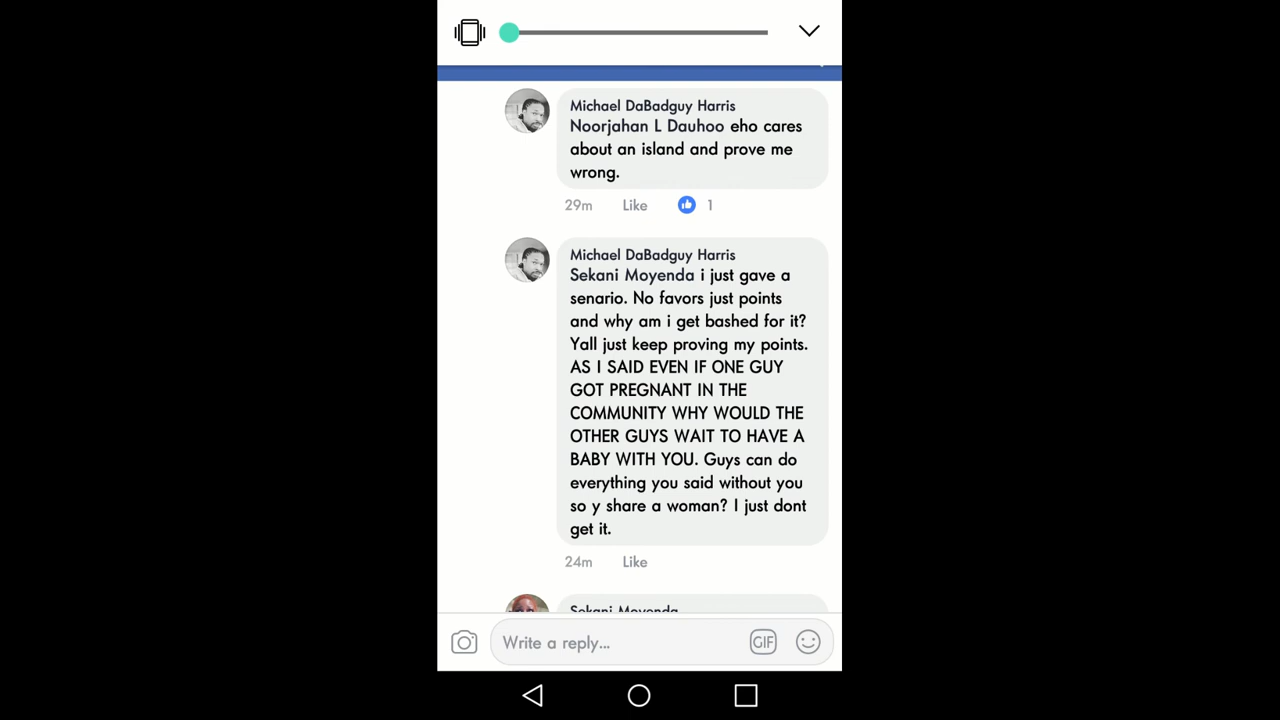 Michael DaBadguy Harris
Noorjahan L Dauhoo eho cares
about an island and prove me
wrong.
29m Like 1
Michael DaBadguy Harris
Sekani Moyenda i just gave a
senario. No favors just points
and why am i get bashed for it?
Yall just keep proving my points.
AS I SAID EVEN IF ONE GUY
GOT PREGNANT IN THE
COMMUNITY WHY WOULD THE
OTHER GUYS WAIT TO HAVE A
BABY WITH YOU. Guys can do
everything you said without you
so y share a woman? I just dont
get it.
24m Like
Sekani Moyenda
Write a reply... GIF